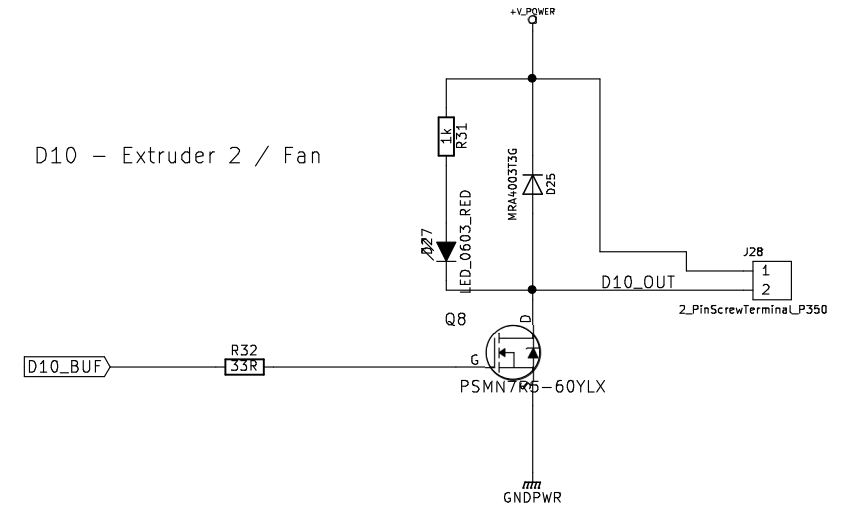 +V_POWER
1k
R31
D10 - Extruder 2 / Fan
MRA4003T3G
D25
D27
LED_0603_RED
J28
1
2
D10_OUT
2_PinScrewTerminal_P350
Q8
D
G
S
R32
33R
D10_BUF
PSMN7R5-60YLX
GNDPWR